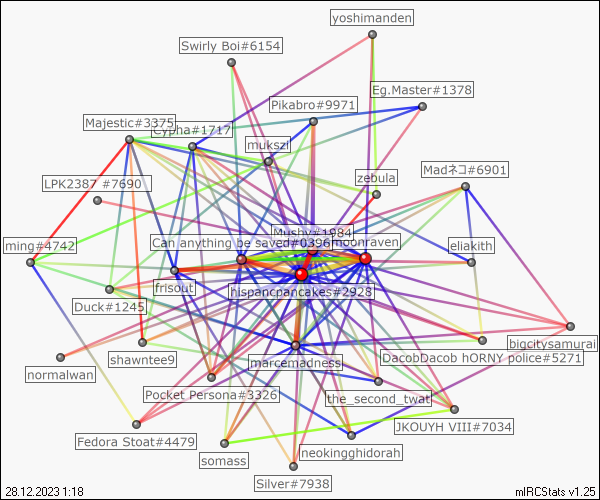 yoshimanden
Swirly Boi#6154
Eg.Master#1378
Pikabro#9971
Majestic#3375
Cypha#1717
mukszi
Madネコ#6901
zebula
LPK2387 #7690
Mushy#1984
ming#4742
Can anything be saved#0396
moonraven
eliakith
frisout
hispancpancakes#2928
Duck#1245
bigcitysamurai
shawntee9
marcemadness
DacobDacob hORNY police#5271
normalwan
Pocket Persona#3326
the_second_twat
JKOUYH VIII#7034
Fedora Stoat#4479
somass
neokingghidorah
Silver#7938
28.12.2023 1:18
mIRCStats v1.25